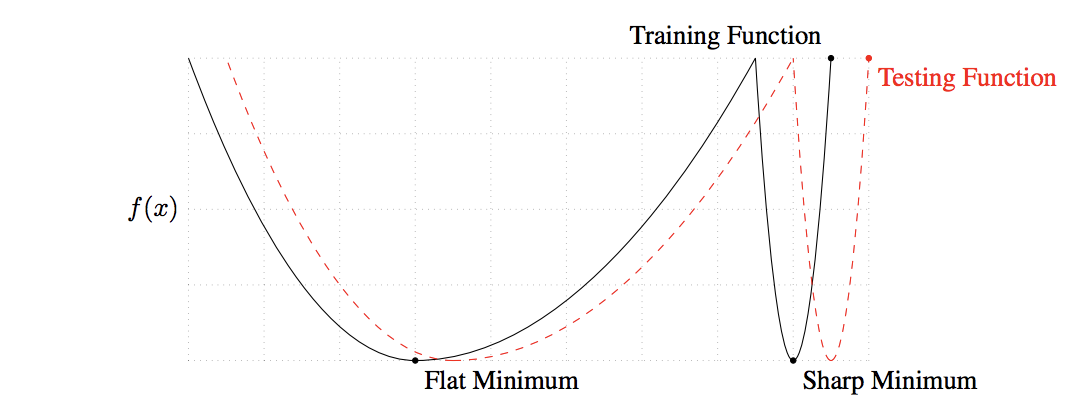 Training Function
Testing Function
f(x)
Flat Minimum
Sharp Minimum